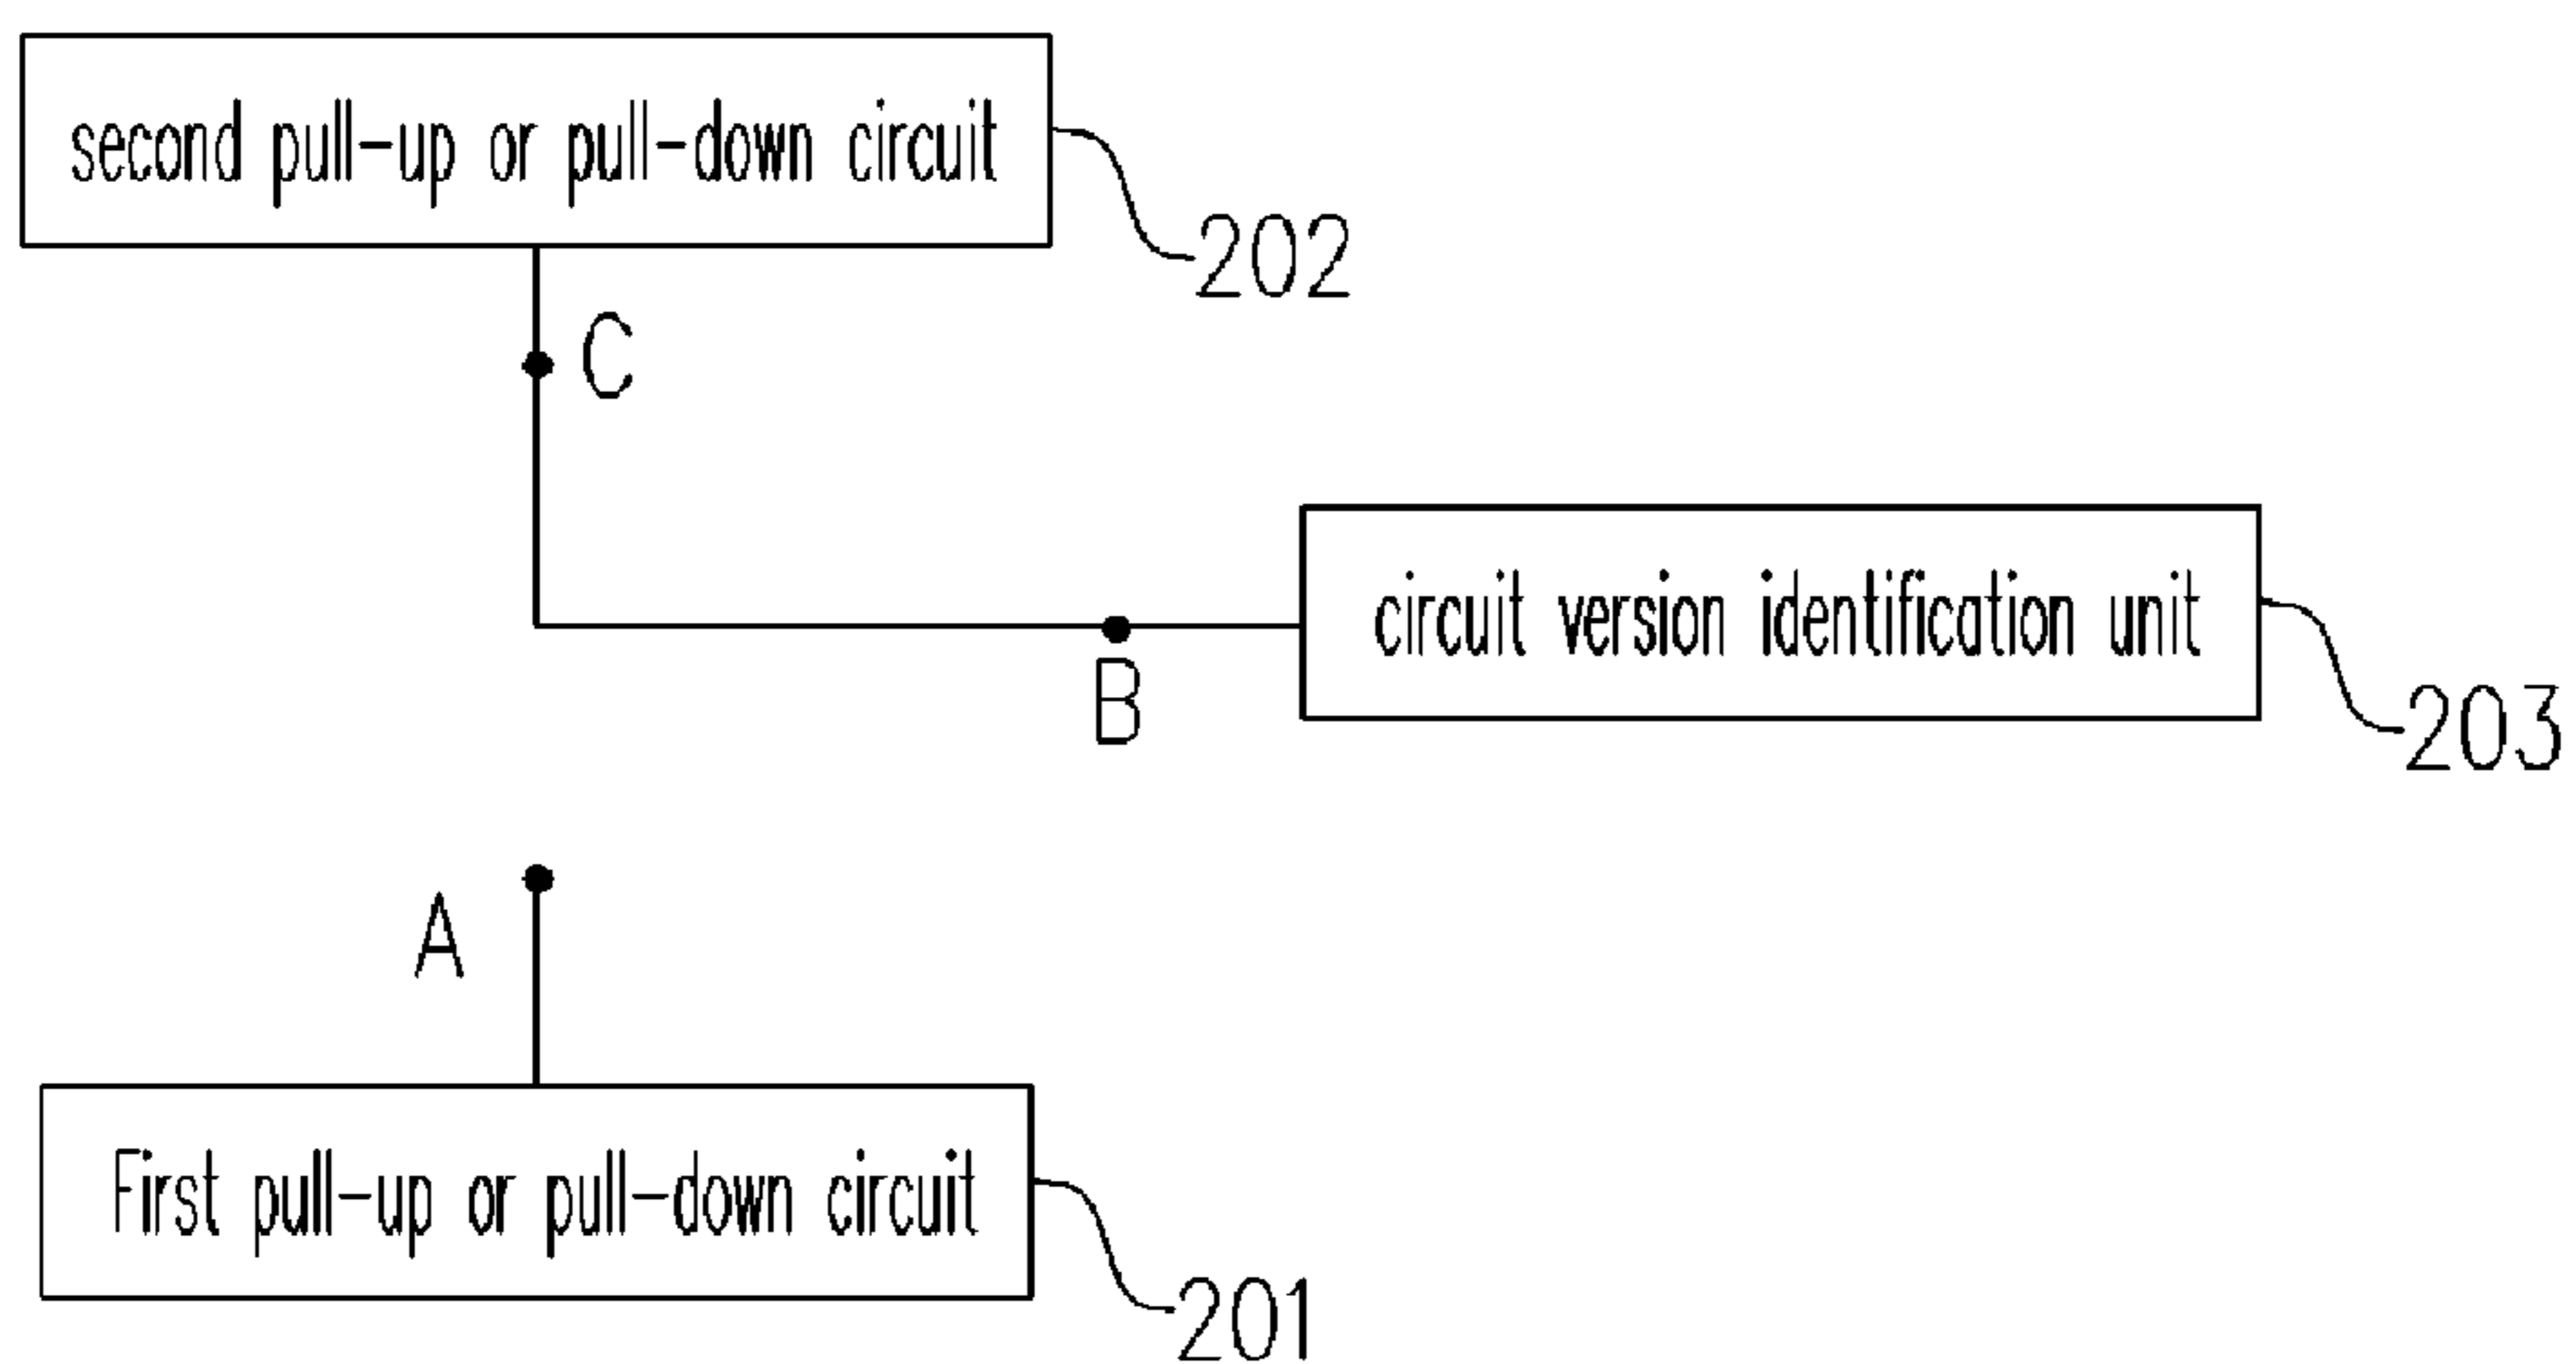 second pull-up or pull-down circuit
202
C
circuit version identification unit
B
203
A
First pull-up or pull-down circuit
201